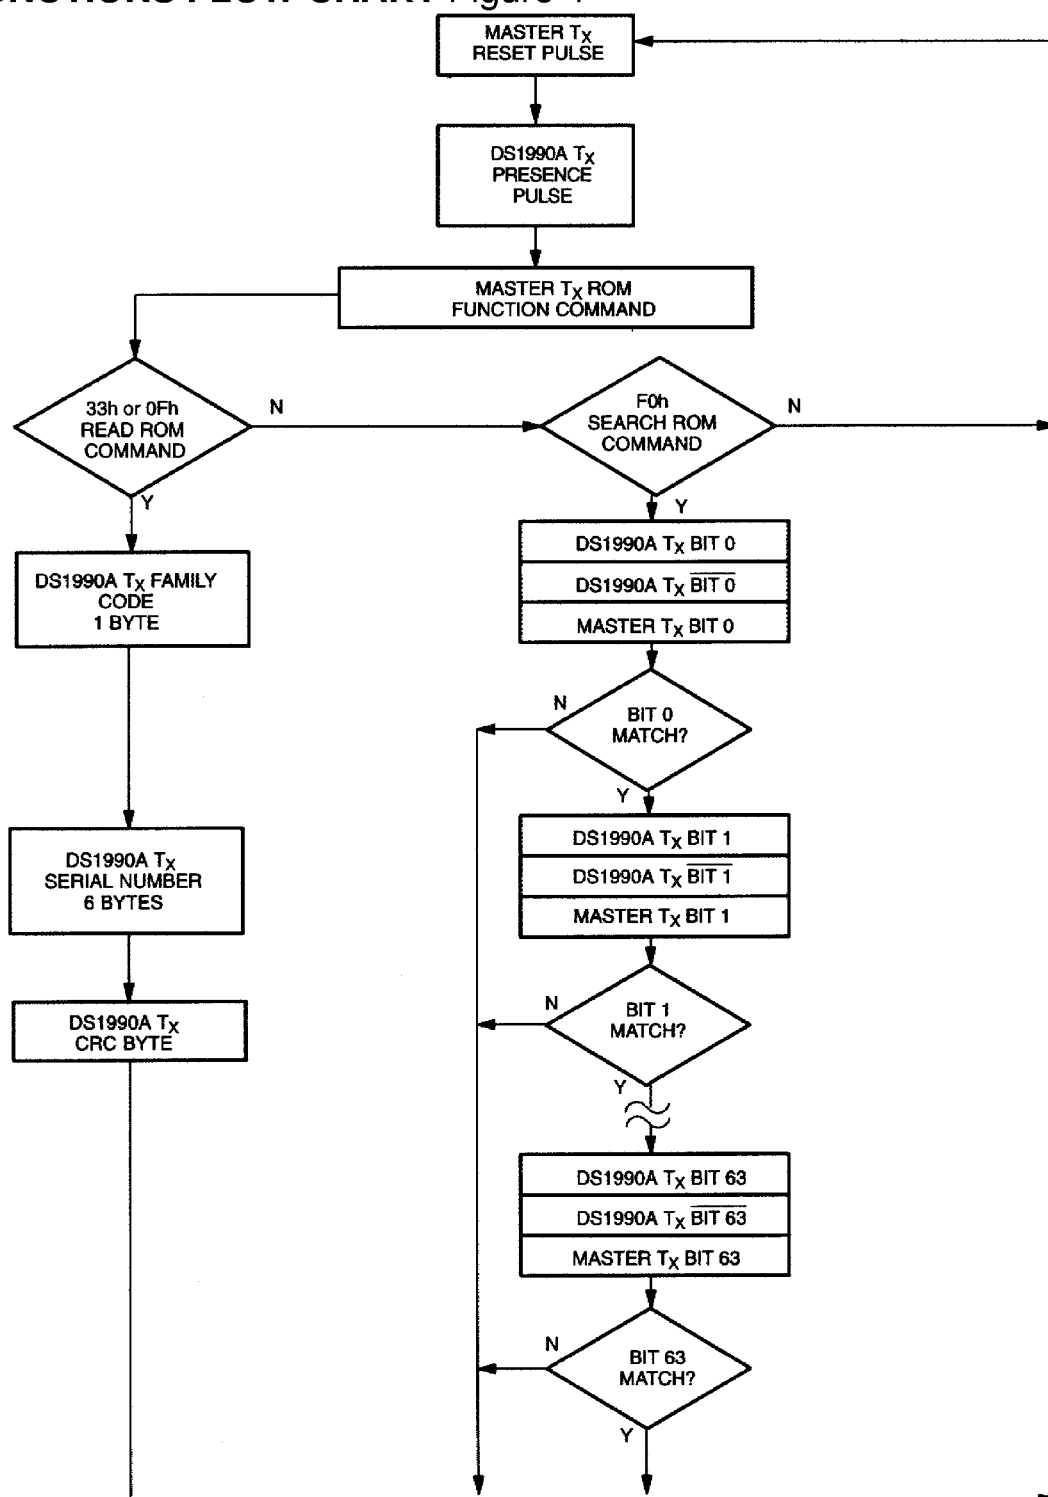 MASTER TX
RESET PULSE
DS1990A TX
PRESENCE
PULSE
MASTER TX ROM
FUNCTION COMMAND
33h or 0Fh
READ ROM
COMMAND
N
Y
F0h
SEARCH ROM
COMMAND
N
Y
DS1990A TX FAMILY
CODE
1 BYTE
DS1990A TX
SERIAL NUMBER
6 BYTES
DS1990A TX
CRC BYTE
DS1990A TX BIT 0
DS1990A TX B̅I̅T̅ ̅0̅
MASTER TX BIT 0
N
BIT 0
MATCH?
Y
DS1990A TX BIT 1
DS1990A TX B̅I̅T̅ ̅1̅
MASTER TX BIT 1
N
BIT 1
MATCH?
Y
DS1990A TX BIT 63
DS1990A TX B̅I̅T̅ ̅6̅3̅
MASTER TX BIT 63
N
BIT 63
MATCH?
Y